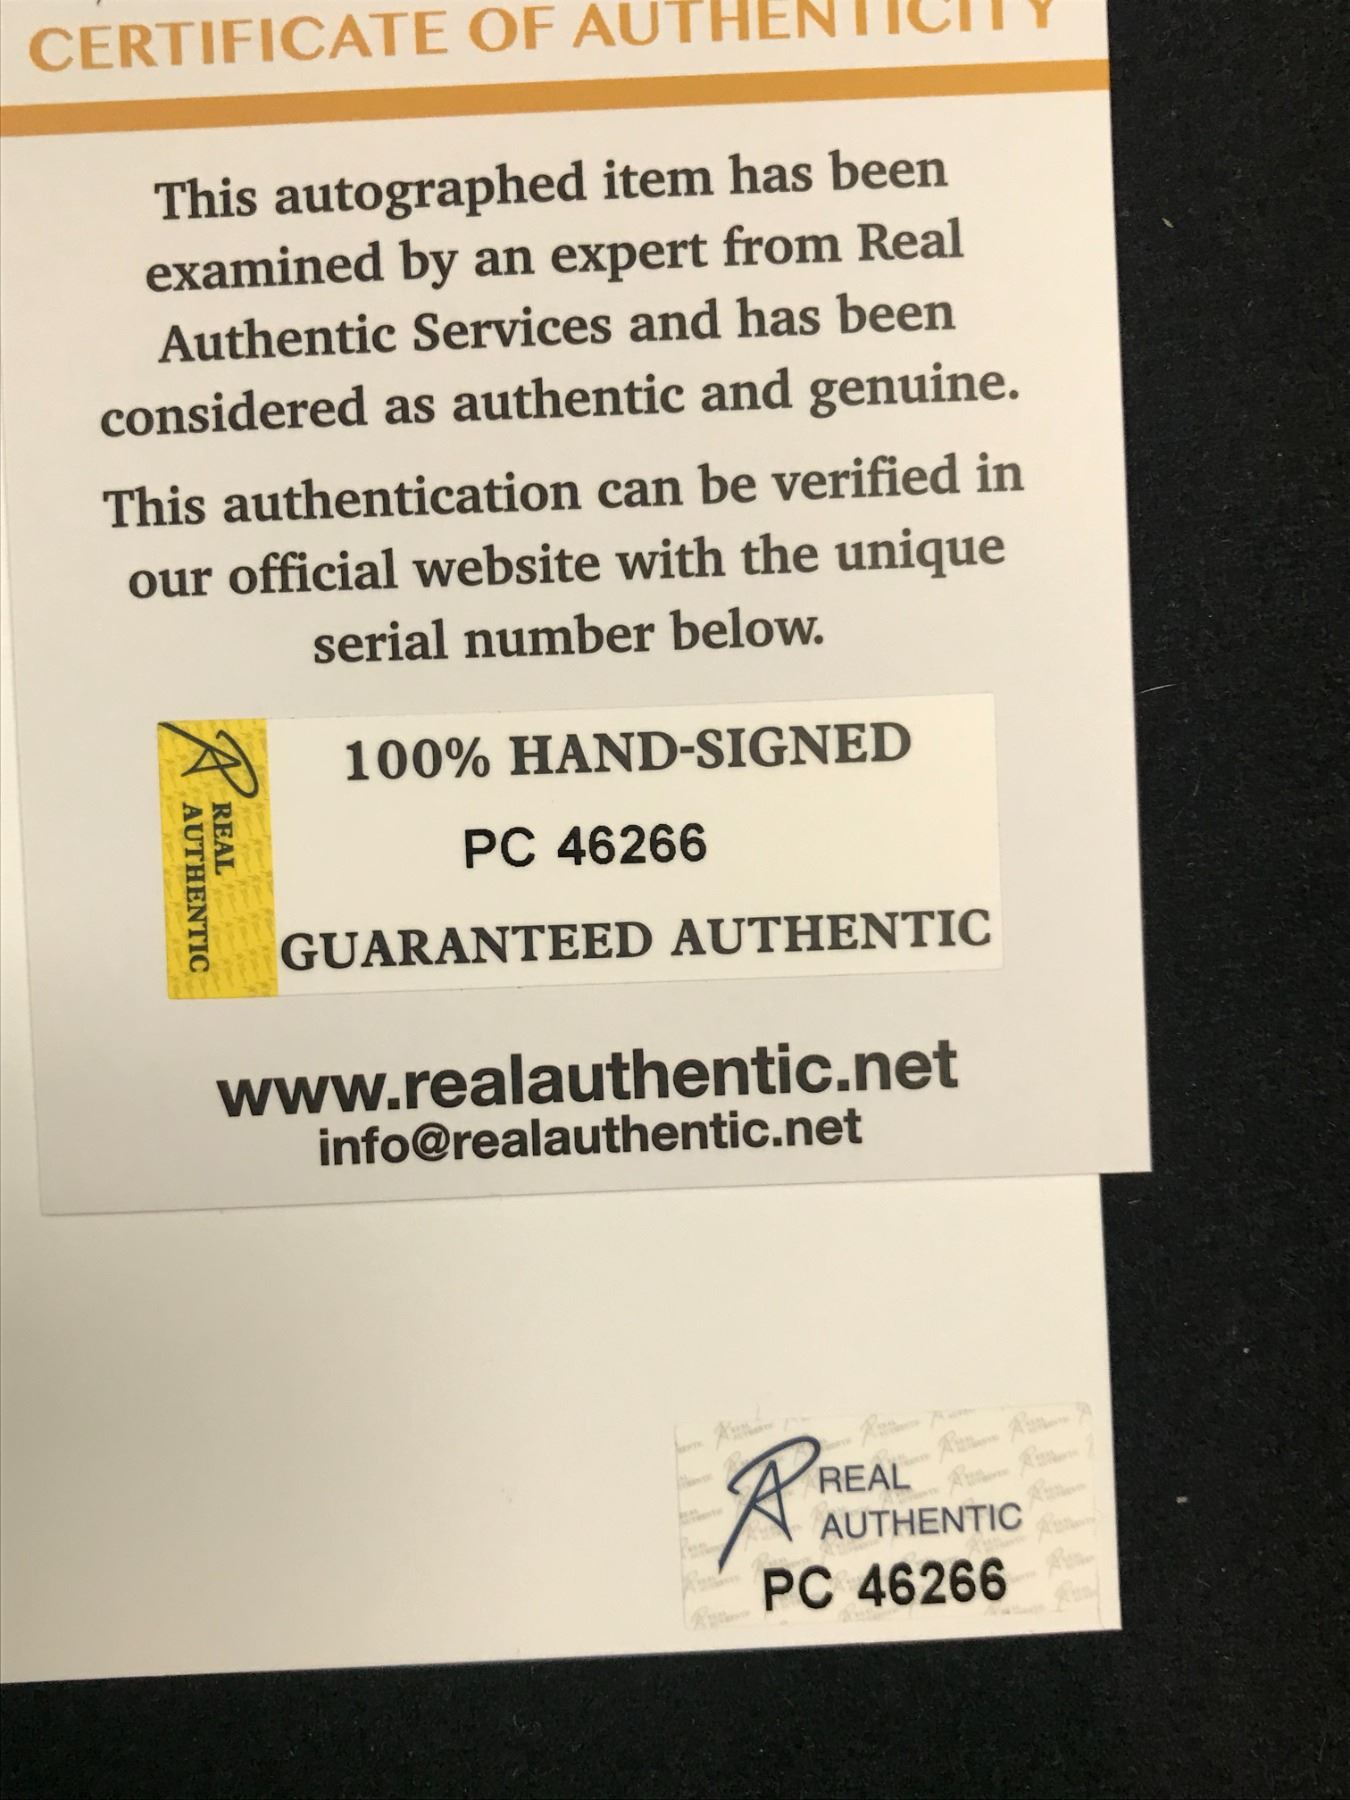 CERTIFICATE OF AUTHENTICITY
This autographed item has been
examined by an expert from Real
Authentic Services and has been
considered as authentic and genuine.
This authentication can be verified in
our official website with the unique
serial number below.
REAL
AUTHENTIC
100% HAND-SIGNED
PC 46266
GUARANTEED AUTHENTIC
www.realauthentic.net
info@realauthentic.net
REAL
AUTHENTIC
PC 46266